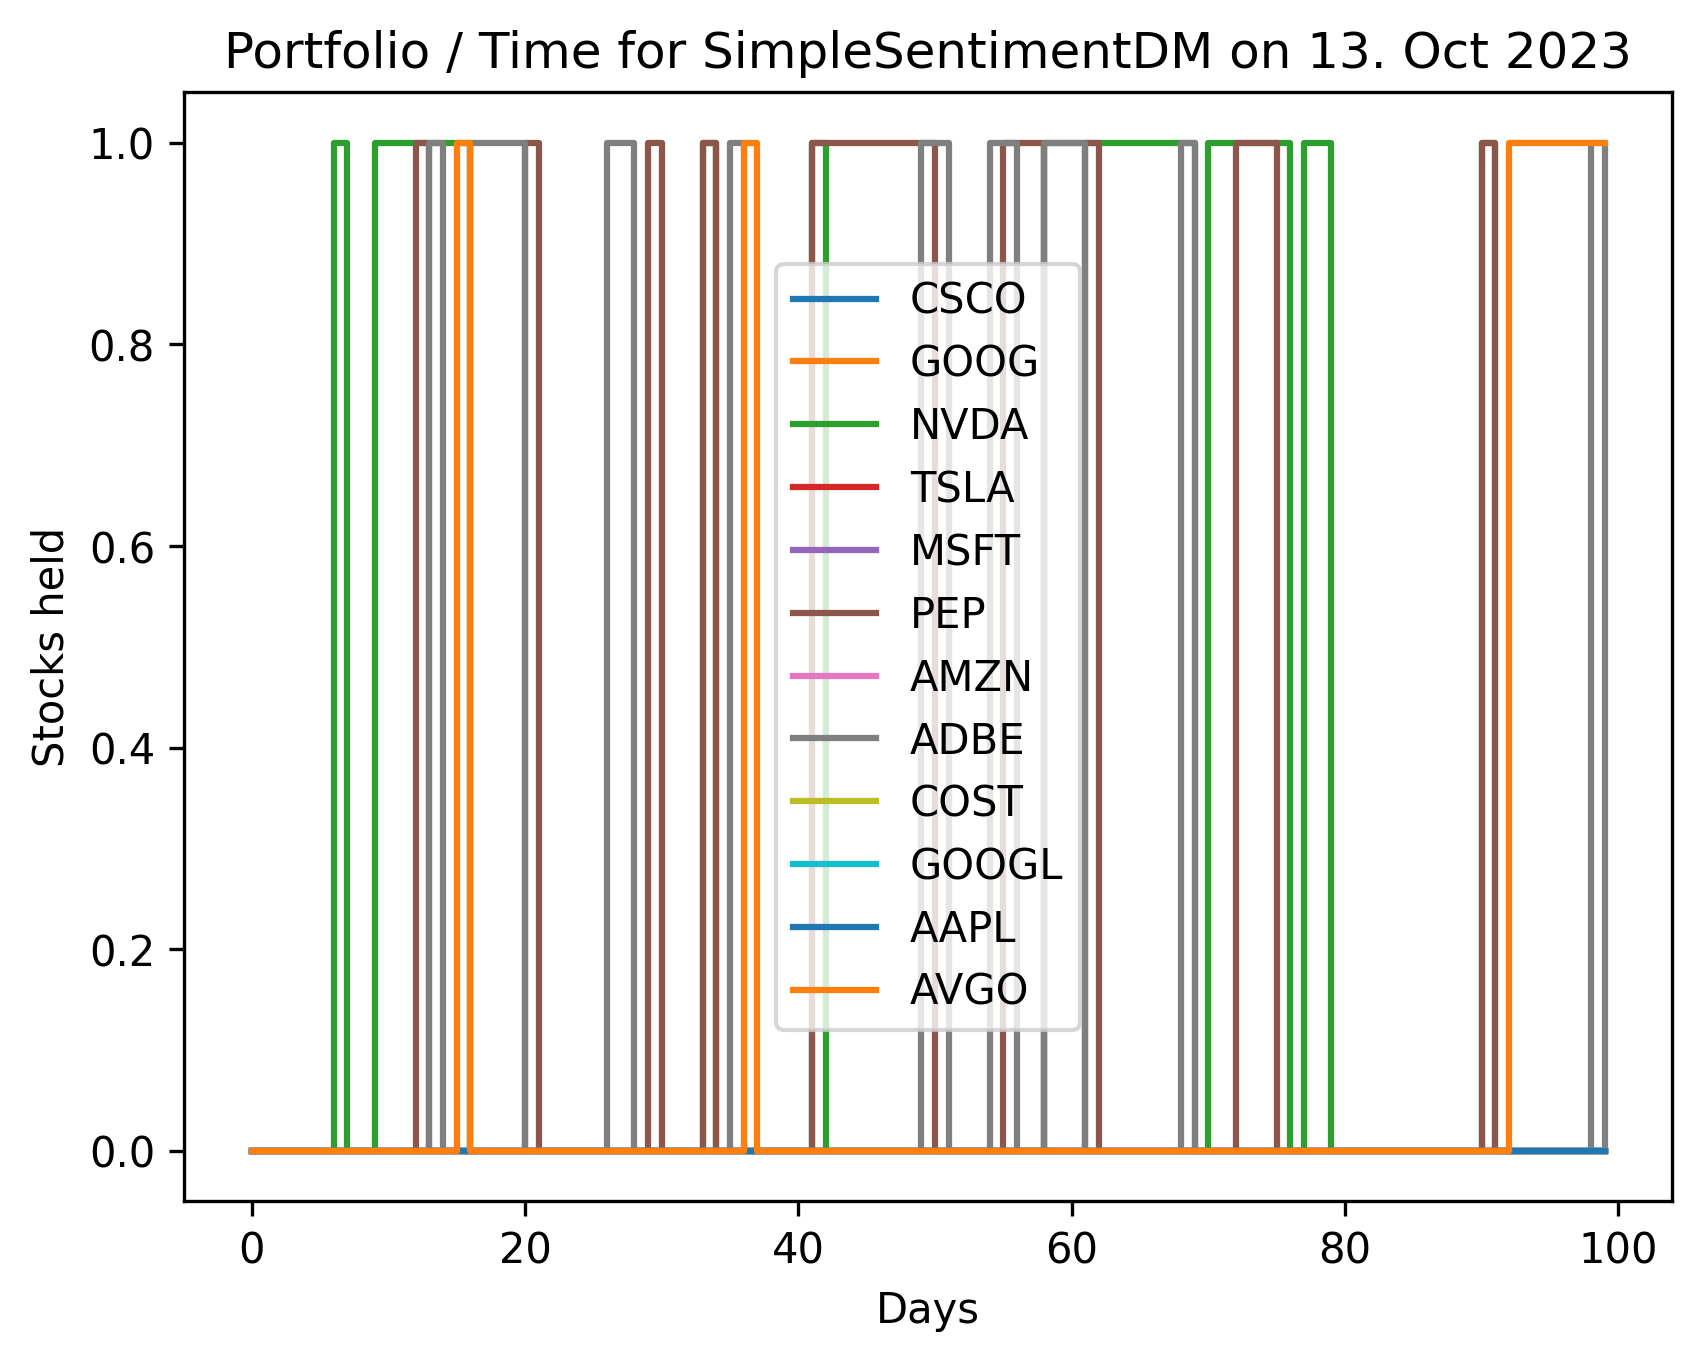 Portfolio / Time for SimpleSentimentDM on 13. Oct 2023
1.0
0.8
0.6
0.4
0.2
0.0
Stocks held
CSCO
GOOG
NVDA
TSLA
MSFT
PEP
AMZN
ADBE
COST
GOOGL
AAPL
AVGO
0 20 40 60 80 100
Days